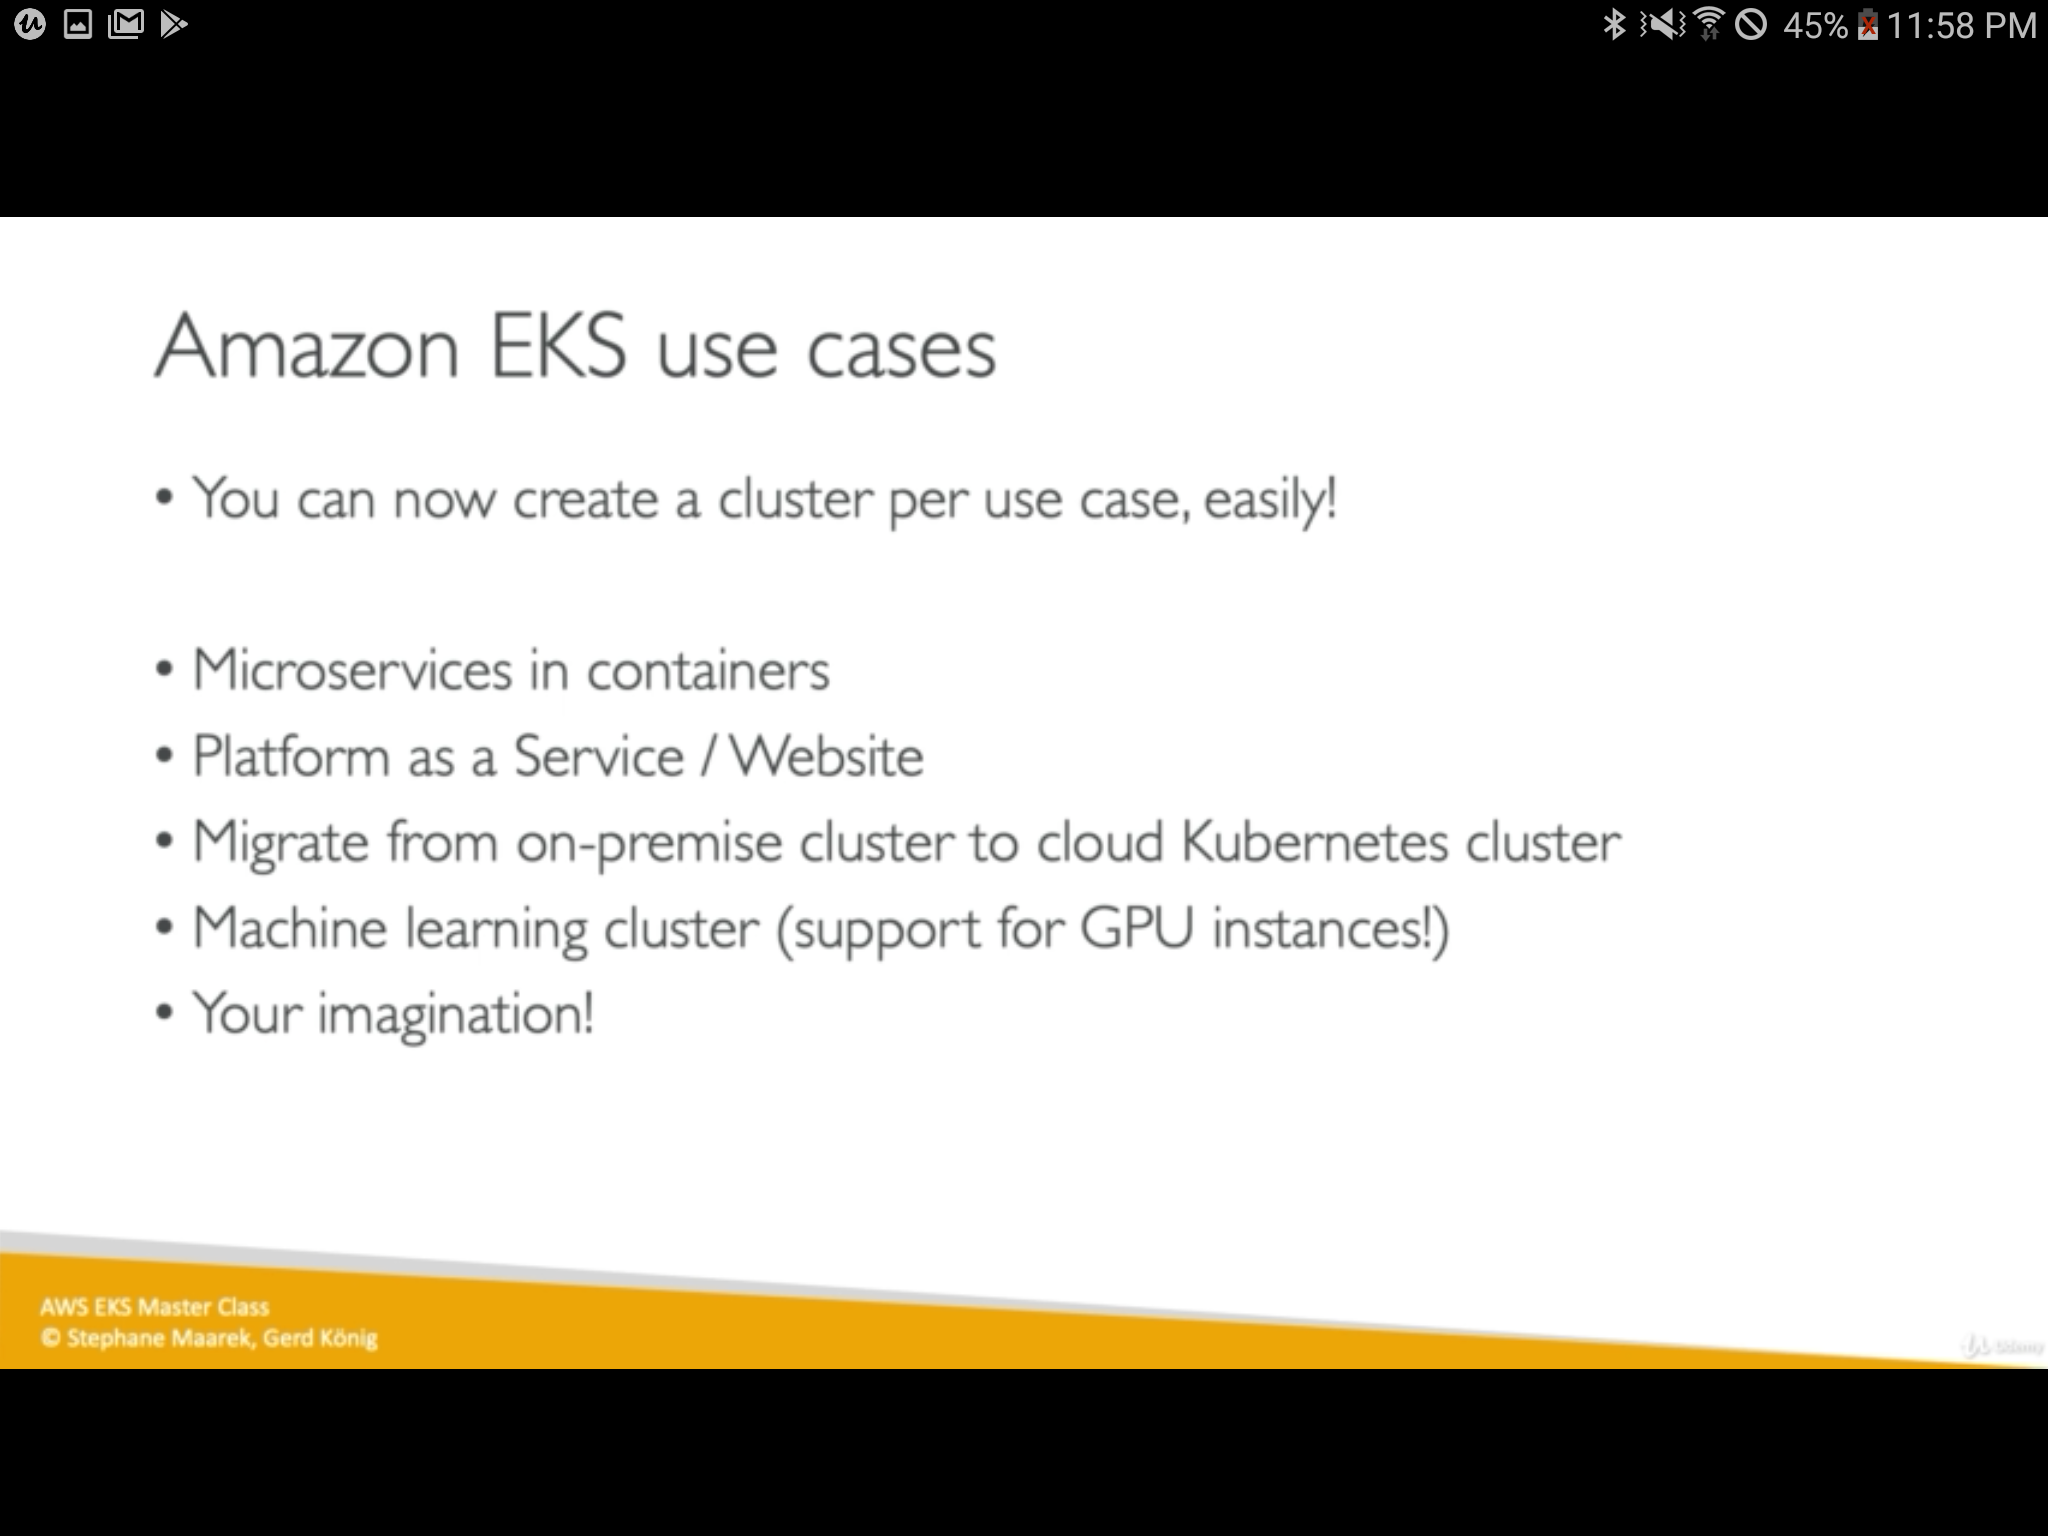 45% 11:58 PM
Amazon EKS use cases
• You can now create a cluster per use case, easily!
• Microservices in containers
• Platform as a Service / Website
• Migrate from on-premise cluster to cloud Kubernetes cluster
• Machine learning cluster (support for GPU instances!)
• Your imagination!
AWS EKS Master Class
© Stephane Maarek, Gerd König
Udemy